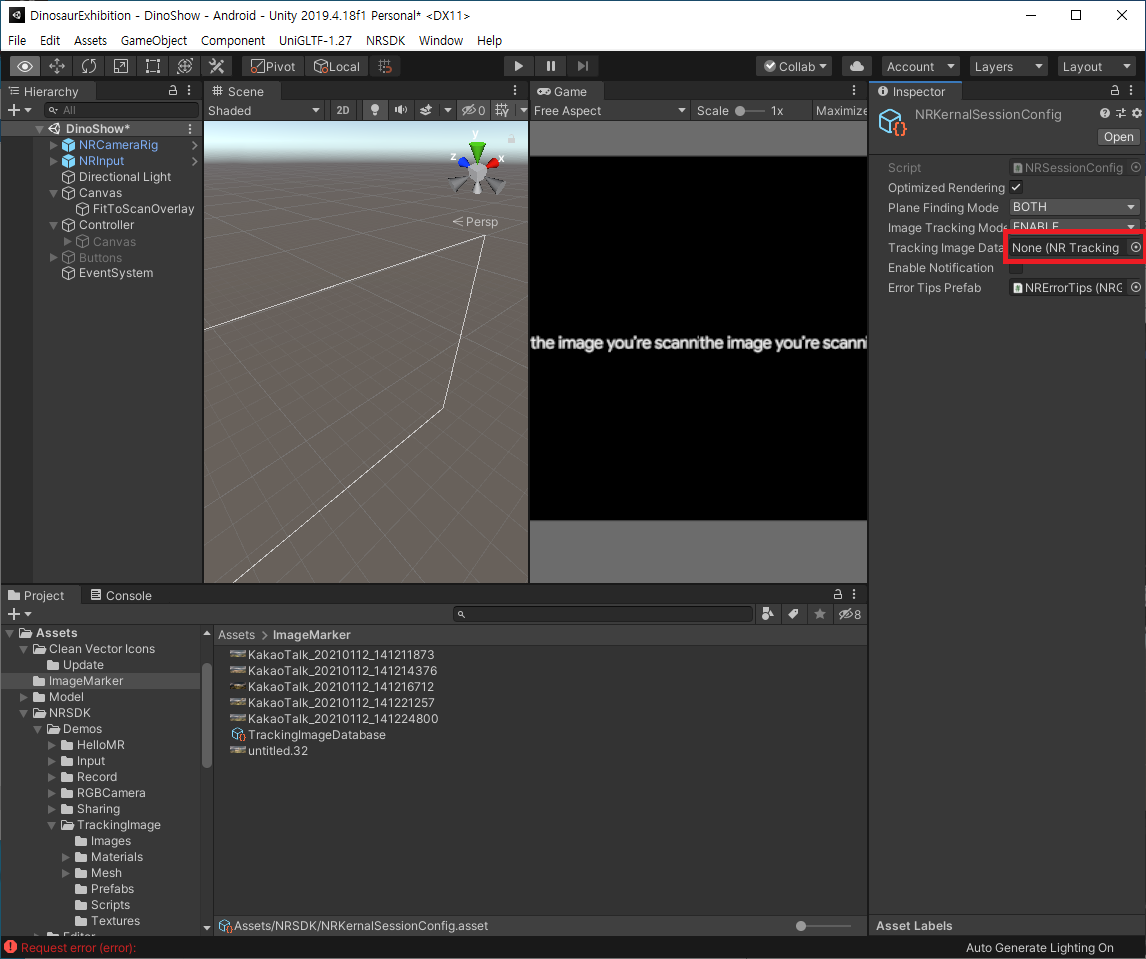 DinosaurExhibition - DinoShow - Android - Unity 2019.4.18f1 Personal* <DX11>
File Edit Assets GameObject Component UniGLTF-1.27 NRSDK Window Help
Pivot Local Collab Account Layers Layout
Hierarchy
All
DinoShow*
NRCameraRig
NRInput
Directional Light
Canvas
FitToScanOverlay
Controller
Canvas
Buttons
EventSystem
Scene
Shaded 2D 0
y
z x
< Persp
Game
Free Aspect Scale 1x Maximize
the image you're scanni the image you're scanni
Inspector
NRKernalSessionConfig
Open
Script NRSessionConfig
Optimized Rendering
Plane Finding Mode BOTH
Image Tracking Mode ENABLE
Tracking Image Data None (NR Tracking
Enable Notification
Error Tips Prefab NRErrorTips (NRG
Project Console
8
Assets
Clean Vector Icons
Update
ImageMarker
Model
NRSDK
Demos
HelloMR
Input
Record
RGBCamera
Sharing
TrackingImage
Images
Materials
Mesh
Prefabs
Scripts
Textures
Editor
Assets > ImageMarker
KakaoTalk_20210112_141211873
KakaoTalk_20210112_141214376
KakaoTalk_20210112_141216712
KakaoTalk_20210112_141221257
KakaoTalk_20210112_141224800
TrackingImageDatabase
untitled.32
Assets/NRSDK/NRKernalSessionConfig.asset
Asset Labels
Request error (error):
Auto Generate Lighting On